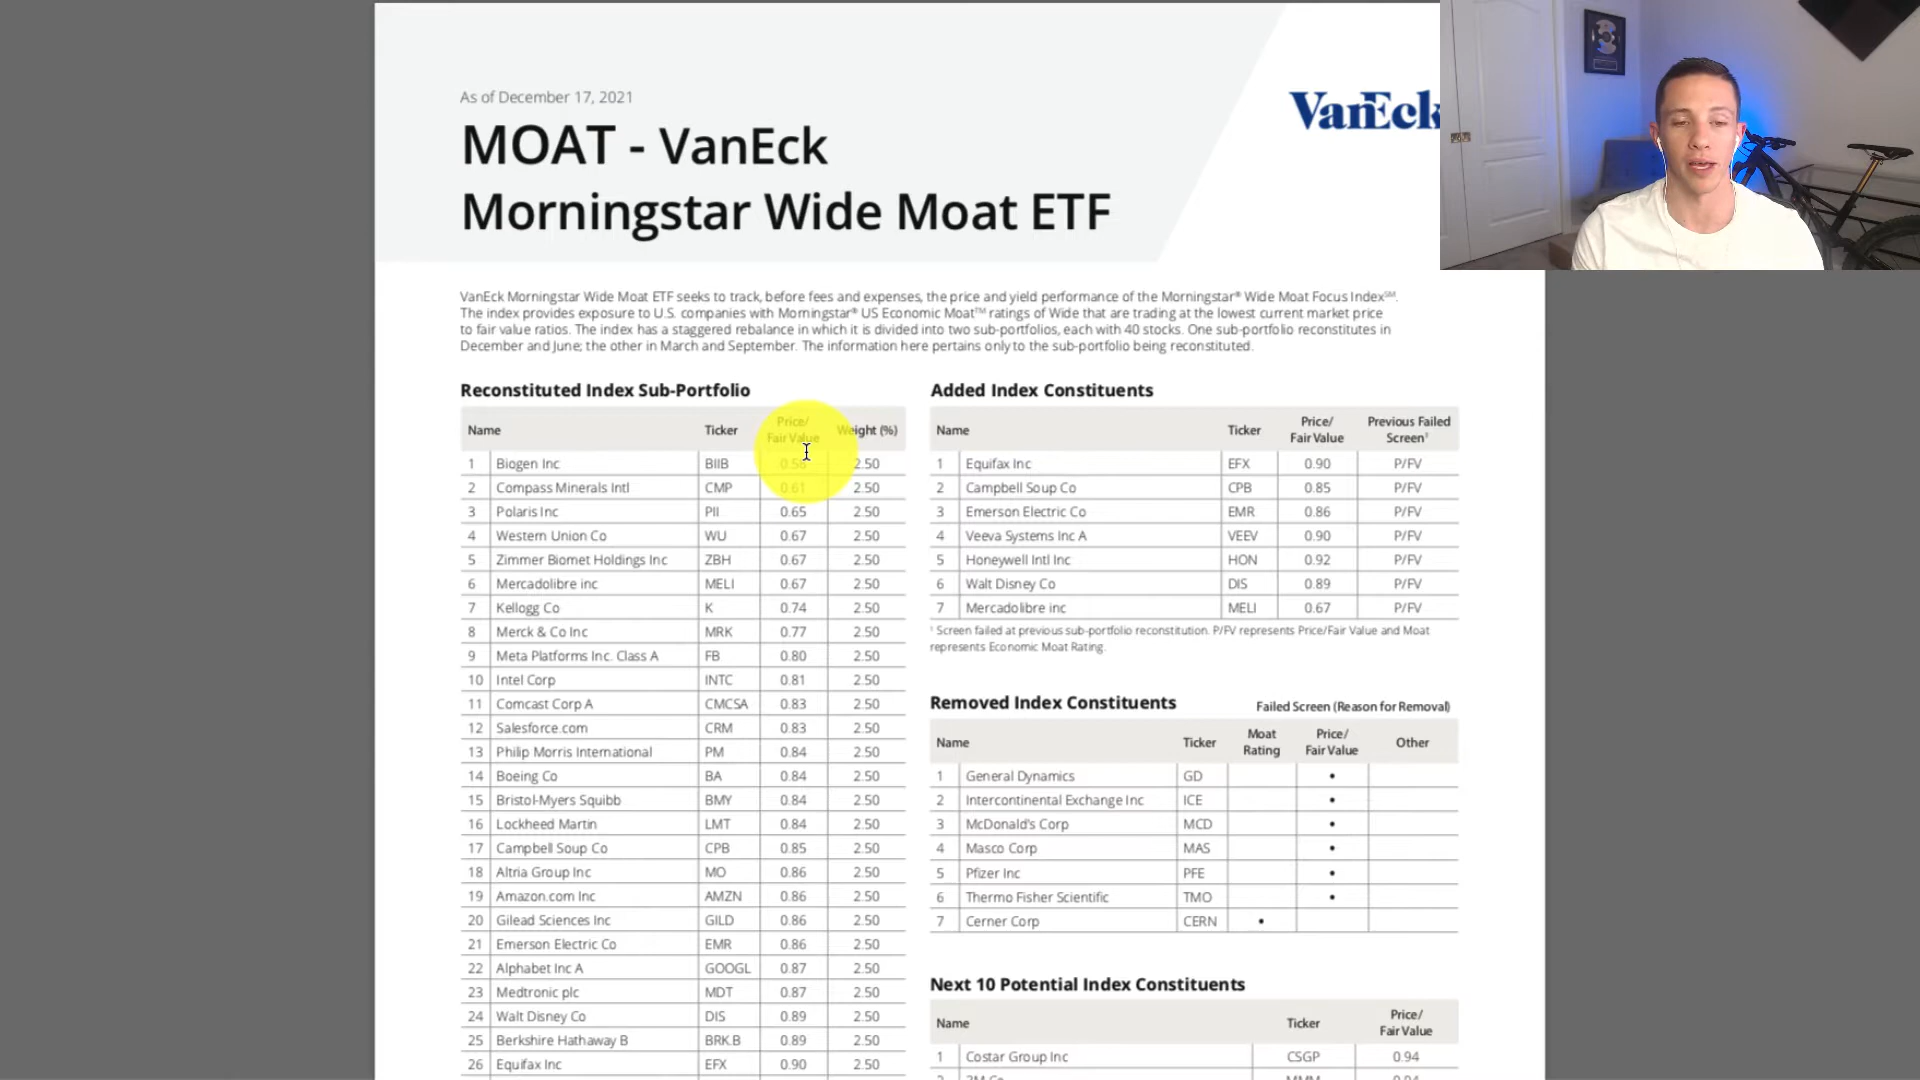 As of December 17, 2021
MOAT - VanEck
Morningstar Wide Moat ETF
VanEck
VanEck Morningstar Wide Moat ETF seeks to track, before fees and expenses, the price and yield performance of the Morningstar® Wide Moat Focus Index℠.
The index provides exposure to U.S. companies with Morningstar® US Economic Moat™ ratings of Wide that are trading at the lowest current market price
to fair value ratios. The index has a staggered rebalance in which it is divided into two sub-portfolios, each with 40 stocks. One sub-portfolio reconstitutes in
December and June; the other in March and September. The information here pertains only to the sub-portfolio being reconstituted.
Reconstituted Index Sub-Portfolio
Name Ticker Price/ Fair Value Weight (%)
1 Biogen Inc BIIB 2.50
2 Compass Minerals Intl CMP 0.61 2.50
3 Polaris Inc PII 0.65 2.50
4 Western Union Co WU 0.67 2.50
5 Zimmer Biomet Holdings Inc ZBH 0.67 2.50
6 Mercadolibre inc MELI 0.67 2.50
7 Kellogg Co K 0.74 2.50
8 Merck & Co Inc MRK 0.77 2.50
9 Meta Platforms Inc. Class A FB 0.80 2.50
10 Intel Corp INTC 0.81 2.50
11 Comcast Corp A CMCSA 0.83 2.50
12 Salesforce.com CRM 0.83 2.50
13 Philip Morris International PM 0.84 2.50
14 Boeing Co BA 0.84 2.50
15 Bristol-Myers Squibb BMY 0.84 2.50
16 Lockheed Martin LMT 0.84 2.50
17 Campbell Soup Co CPB 0.85 2.50
18 Altria Group Inc MO 0.86 2.50
19 Amazon.com Inc AMZN 0.86 2.50
20 Gilead Sciences Inc GILD 0.86 2.50
21 Emerson Electric Co EMR 0.86 2.50
22 Alphabet Inc A GOOGL 0.87 2.50
23 Medtronic plc MDT 0.87 2.50
24 Walt Disney Co DIS 0.89 2.50
25 Berkshire Hathaway B BRK.B 0.89 2.50
26 Equifax Inc EFX 0.90 2.50
Added Index Constituents
Name Ticker Price/ Fair Value Previous Failed Screen¹
1 Equifax Inc EFX 0.90 P/FV
2 Campbell Soup Co CPB 0.85 P/FV
3 Emerson Electric Co EMR 0.86 P/FV
4 Veeva Systems Inc A VEEV 0.90 P/FV
5 Honeywell Intl Inc HON 0.92 P/FV
6 Walt Disney Co DIS 0.89 P/FV
7 Mercadolibre inc MELI 0.67 P/FV
¹ Screen failed at previous sub-portfolio reconstitution. P/FV represents Price/Fair Value and Moat
represents Economic Moat Rating.
Removed Index Constituents Failed Screen (Reason for Removal)
Name Ticker Moat Rating Price/ Fair Value Other
1 General Dynamics GD •
2 Intercontinental Exchange Inc ICE •
3 McDonald's Corp MCD •
4 Masco Corp MAS •
5 Pfizer Inc PFE •
6 Thermo Fisher Scientific TMO •
7 Cerner Corp CERN •
Next 10 Potential Index Constituents
Name Ticker Price/ Fair Value
1 Costar Group Inc CSGP 0.94